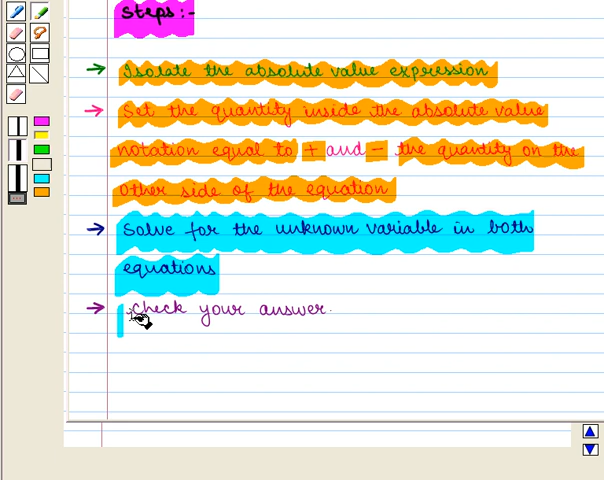 Steps:-
→ Isolate the absolute value expression
→ Set the quantity inside the absolute value
notation equal to + and - the quantity on the
other side of the equation
→ Solve for the unknown variable in both
equations
→ Check your answer.